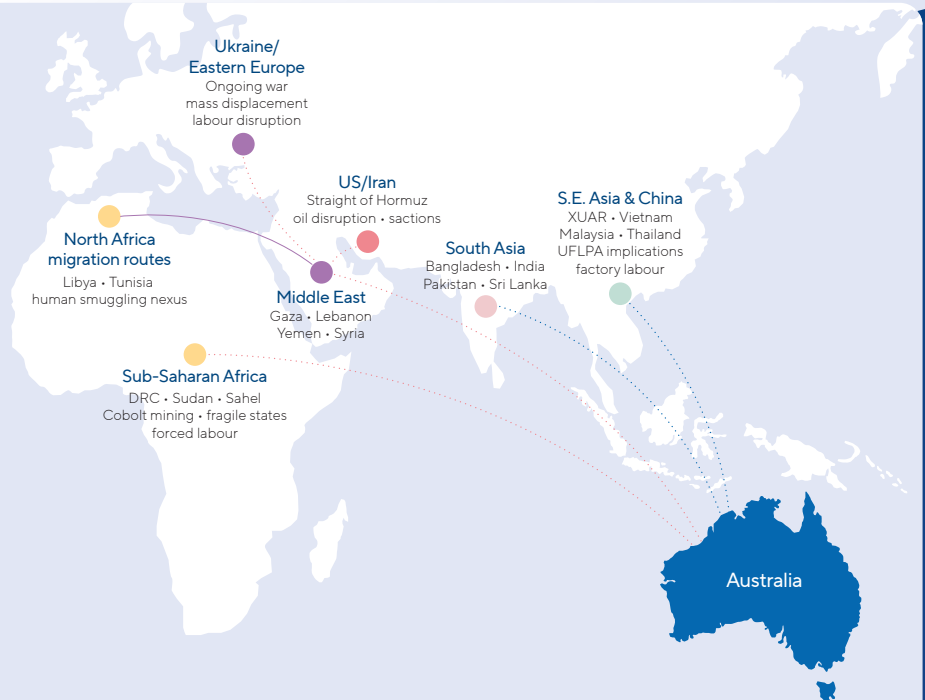 Ukraine/
Eastern Europe
Ongoing war
mass displacement
labour disruption
US/Iran
Straight of Hormuz
oil disruption • sactions
S.E. Asia & China
XUAR • Vietnam
Malaysia • Thailand
UFLPA implications
factory labour
North Africa
migration routes
Libya • Tunisia
human smuggling nexus
South Asia
Bangladesh • India
Pakistan • Sri Lanka
Middle East
Gaza • Lebanon
Yemen • Syria
Sub-Saharan Africa
DRC • Sudan • Sahel
Cobolt mining • fragile states
forced labour
Australia